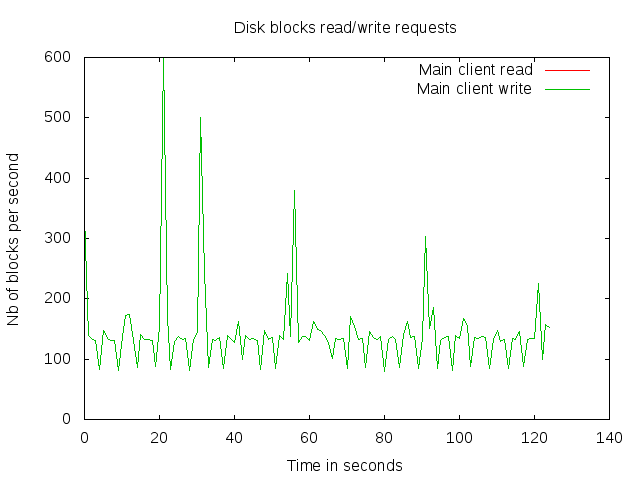 Disk blocks read/write requests
600
Main client read
Main client write
500
400
300
200
100
0
Nb of blocks per second
0 20 40 60 80 100 120 140
Time in seconds